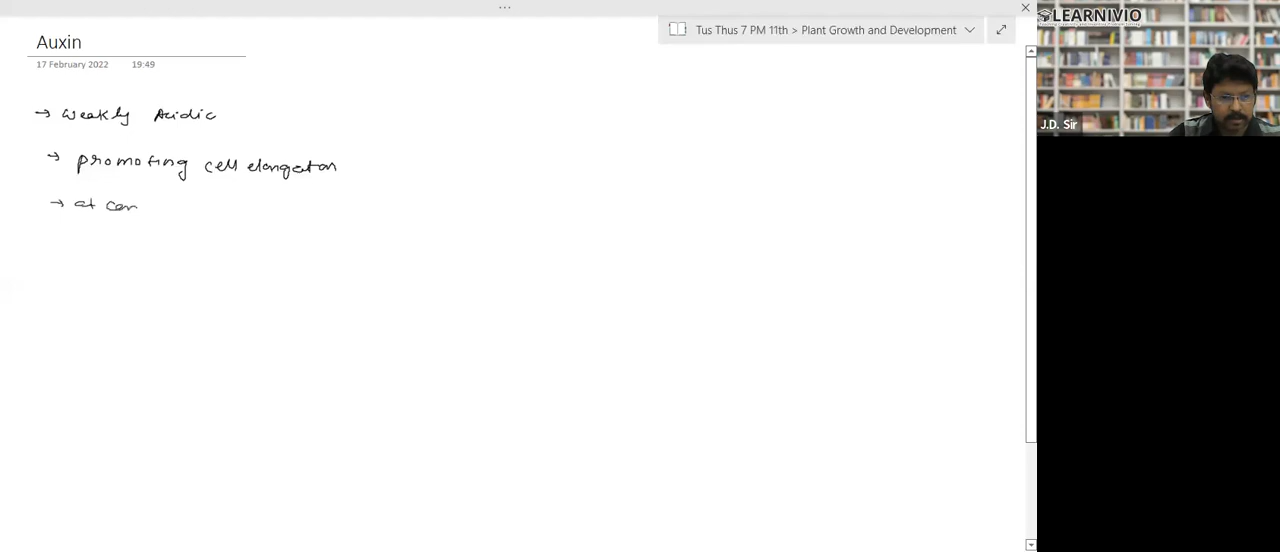 LEARNIVIO
Auxin
Tus Thus 7 PM 11th > Plant Growth and Development
17 February 2022 19:49
→ weakly Acidic
J.D. Sir
→ promoting cell elongation
→ at con